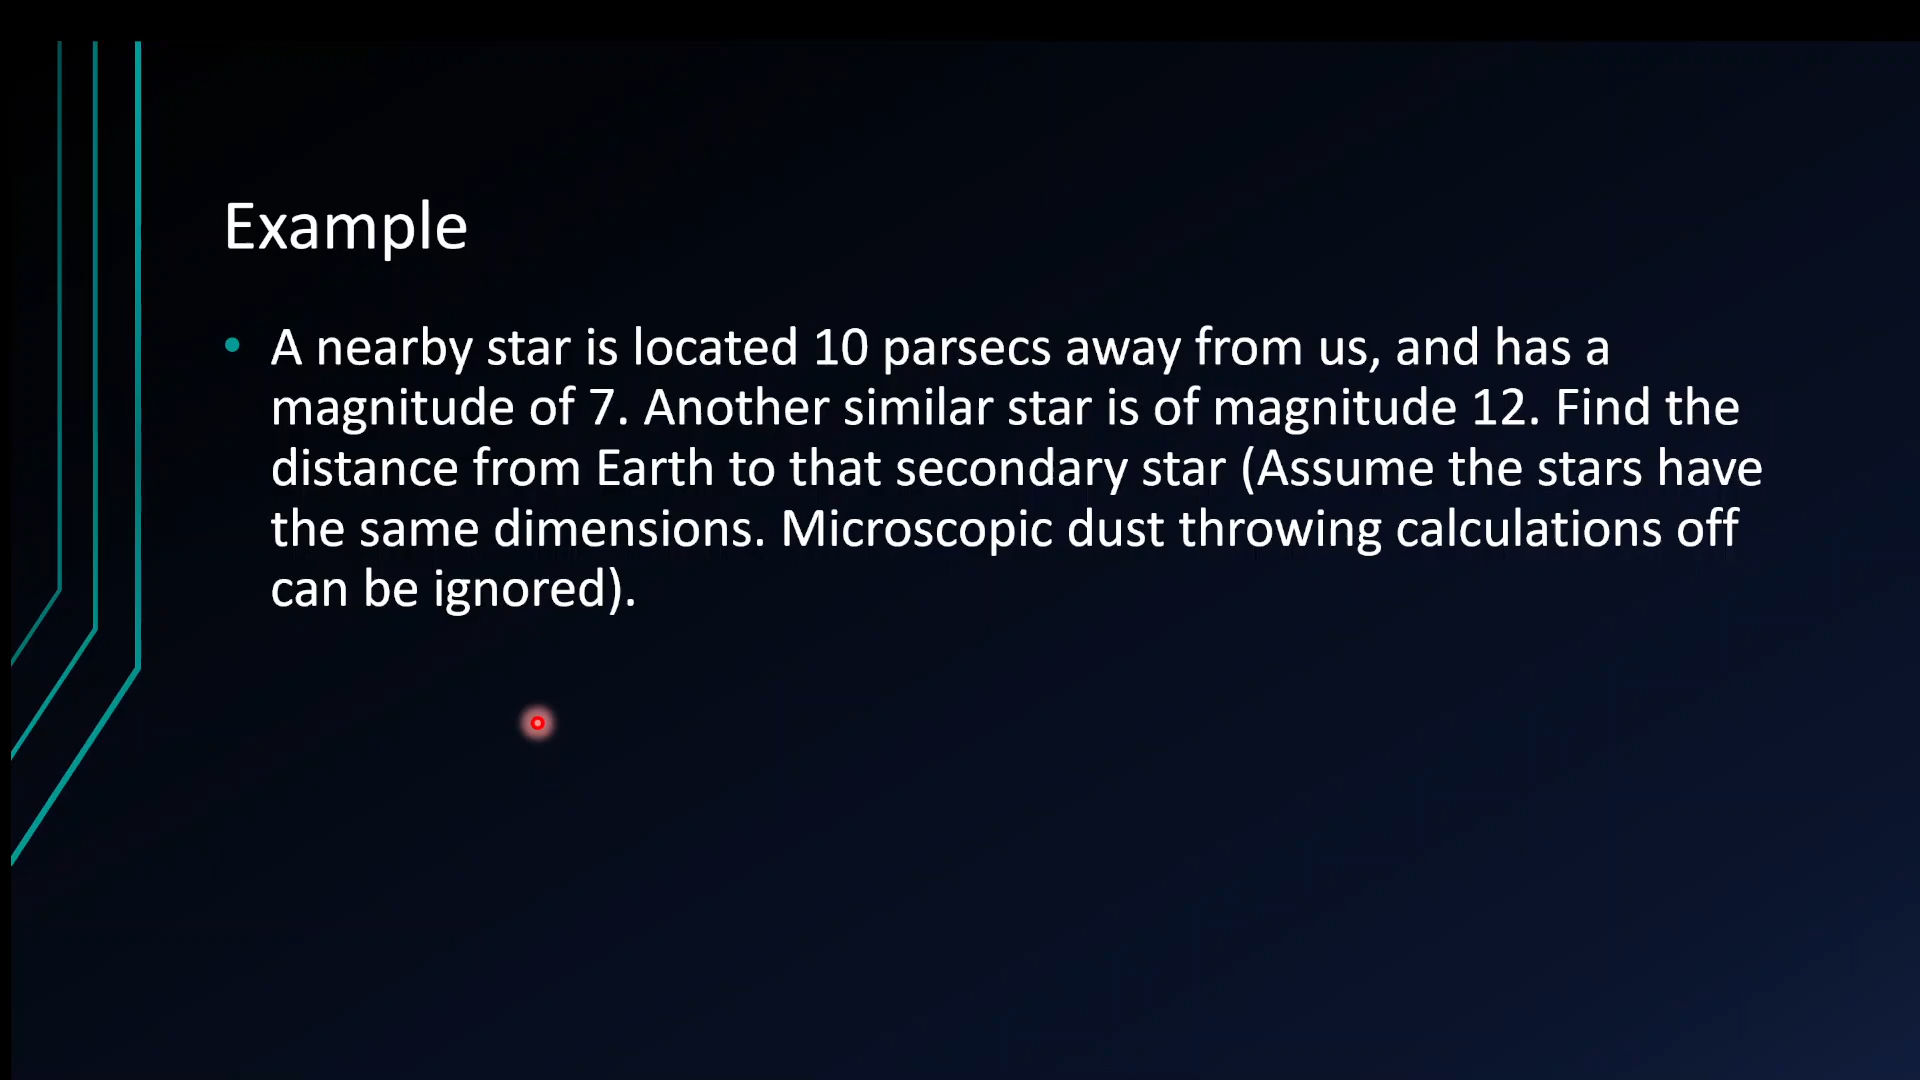 Example
• A nearby star is located 10 parsecs away from us, and has a
magnitude of 7. Another similar star is of magnitude 12. Find the
distance from Earth to that secondary star (Assume the stars have
the same dimensions. Microscopic dust throwing calculations off
can be ignored).